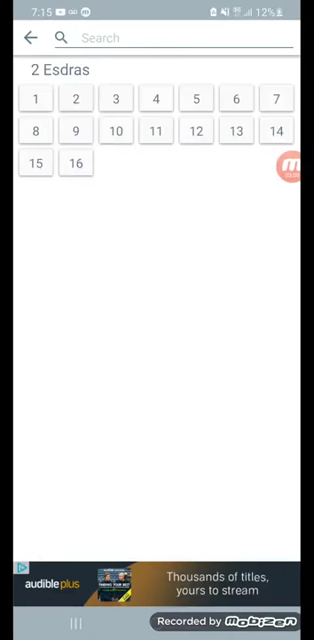 7:15 12%
Search
2 Esdras
1 2 3 4 5 6 7
8 9 10 11 12 13 14
15 16
audible plus
Thousands of titles,
yours to stream
Recorded by mobizen